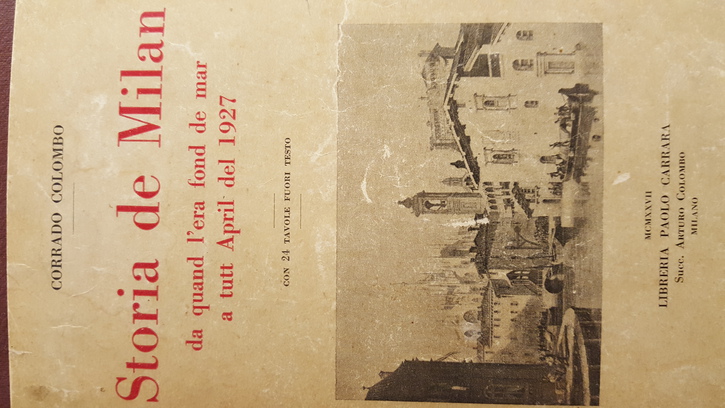 CORRADO COLOMBO
Storia de Milan
da quand l'era fond de mar
a tutt April del 1927
CON 24 TAVOLE FUORI TESTO
MCMXXVII
LIBRERIA PAOLO CARRARA
Succ. ARTURO COLOMBO
MILANO